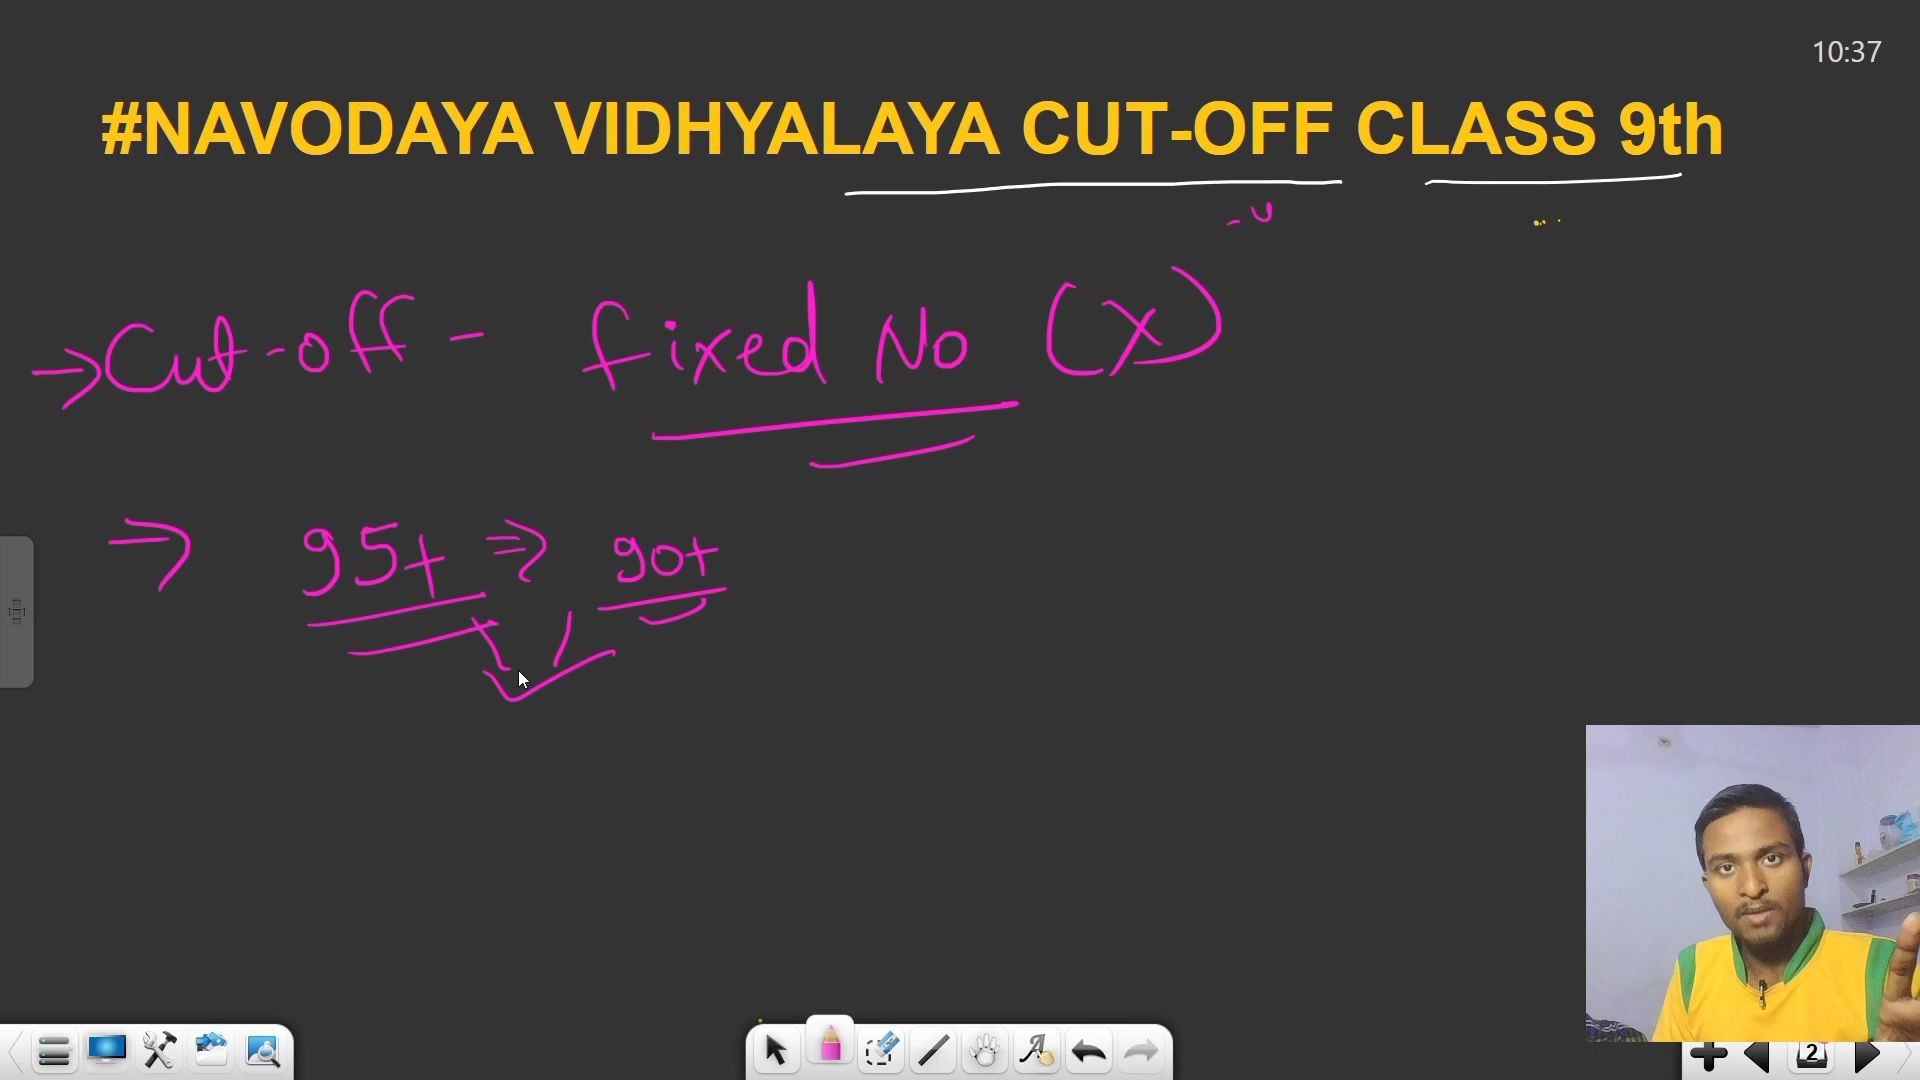 10:37
#NAVODAYA VIDHYALAYA CUT-OFF CLASS 9th
→ Cut-off - fixed No (X)
→ 95+ ⇒ 90+
2